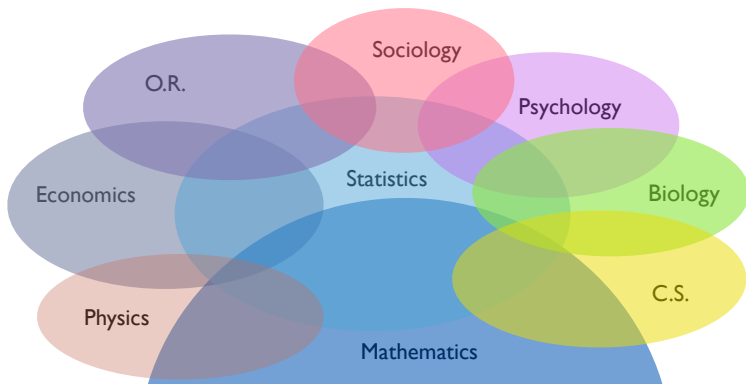 Sociology
O.R.
Psychology
Statistics
Economics
Biology
C.S.
Physics
Mathematics